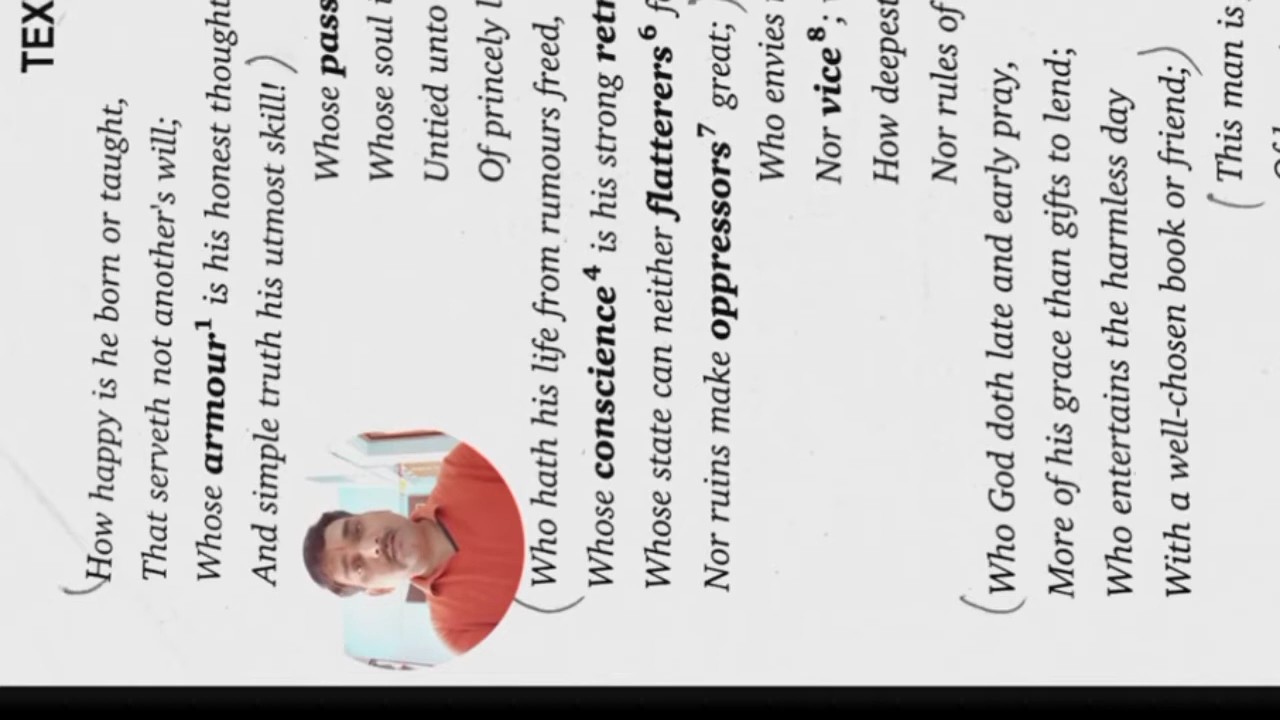 TEX
How happy is he born or taught,
That serveth not another's will;
Whose armour¹ is his honest thought
And simple truth his utmost skill!
Whose pass
Whose soul
Untied unto
Of princely
Who hath his life from rumours freed,
Whose conscience⁴ is his strong retr
Whose state can neither flatterers⁶
Nor ruins make oppressors⁷ great;
Who envies
Nor vice⁸;
How deepest
Nor rules of
Who God doth late and early pray,
More of his grace than gifts to lend;
Who entertains the harmless day
With a well-chosen book or friend;
This man is